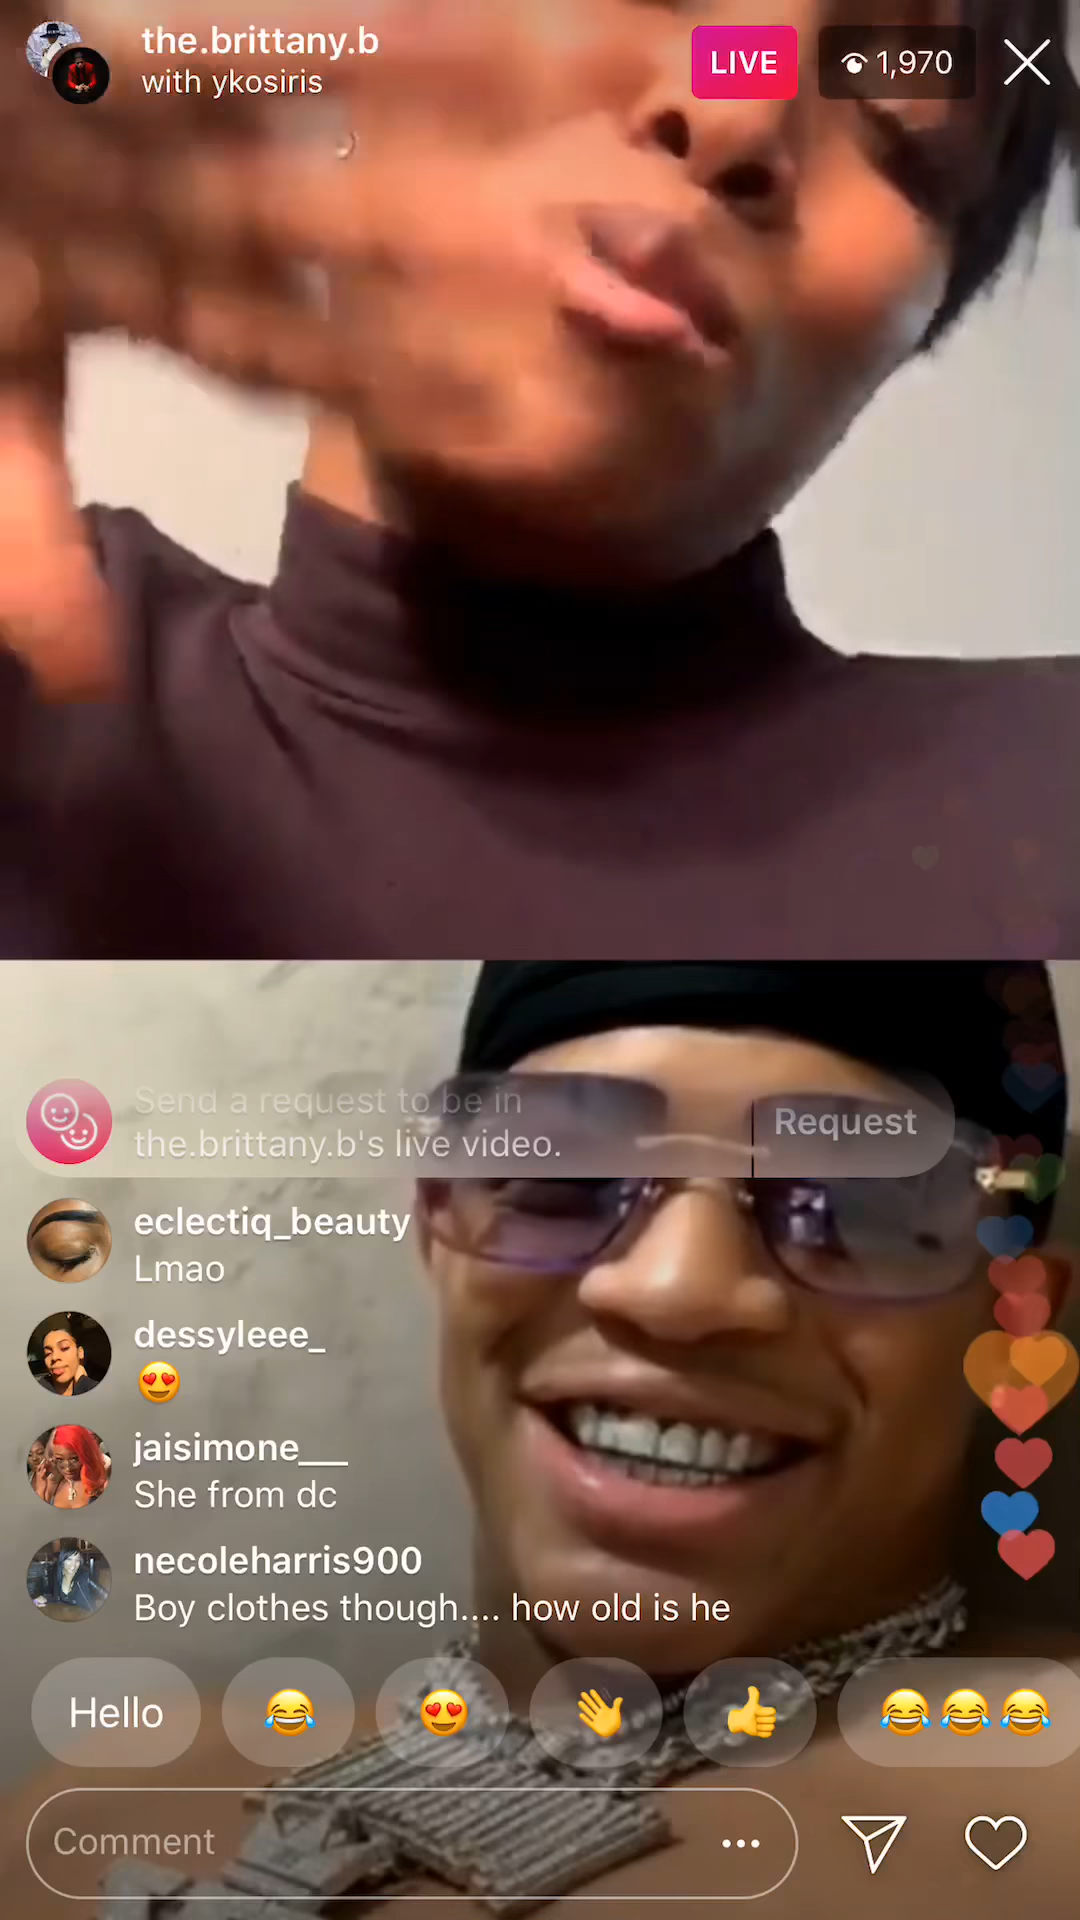 the.brittany.b
with ykosiris
LIVE
1,970
Send a request to be in
the.brittany.b's live video.
Request
eclectiq_beauty
Lmao
dessyleee_
😍
jaisimone___
She from dc
necoleharris900
Boy clothes though.... how old is he
Hello 😂 😍 👋 👍 😂 😂 😂
Comment